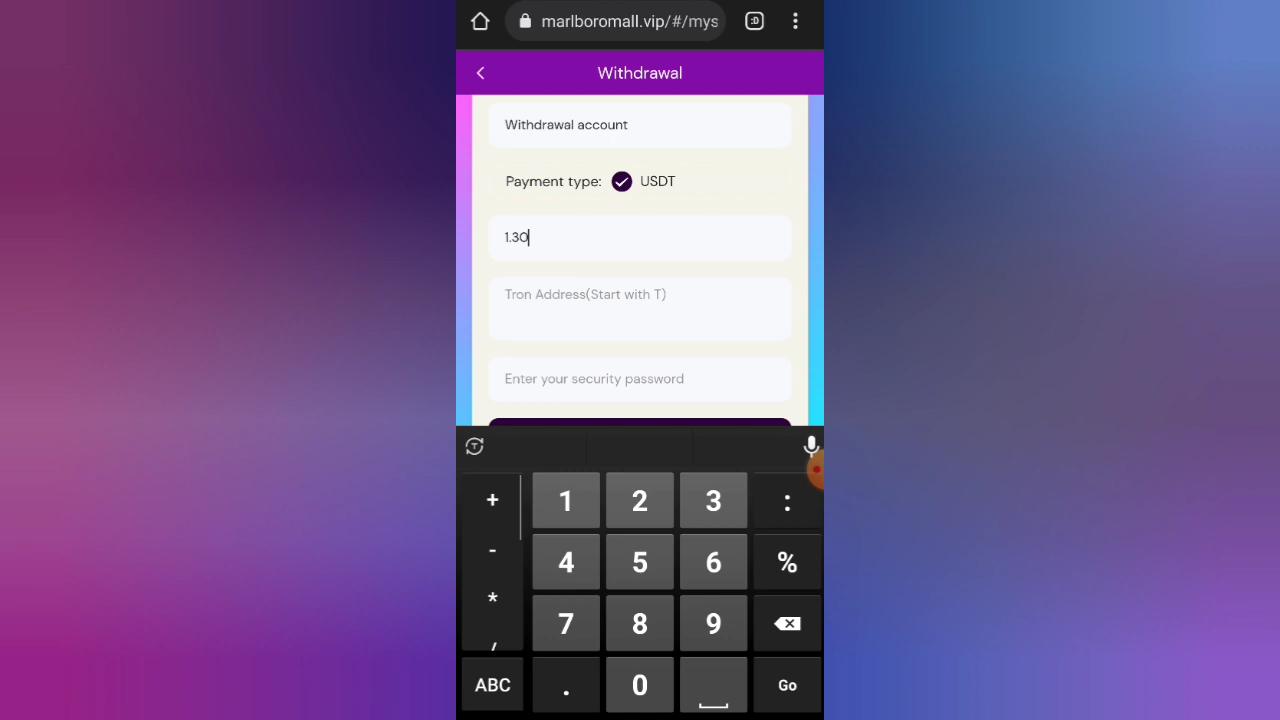 marlboromall.vip/#/mys
:D
Withdrawal
Withdrawal account
Payment type: USDT
1.30
Tron Address(Start with T)
Enter your security password
T
+ 1 2 3 :
- 4 5 6 %
* 7 8 9
/
ABC . 0 Go